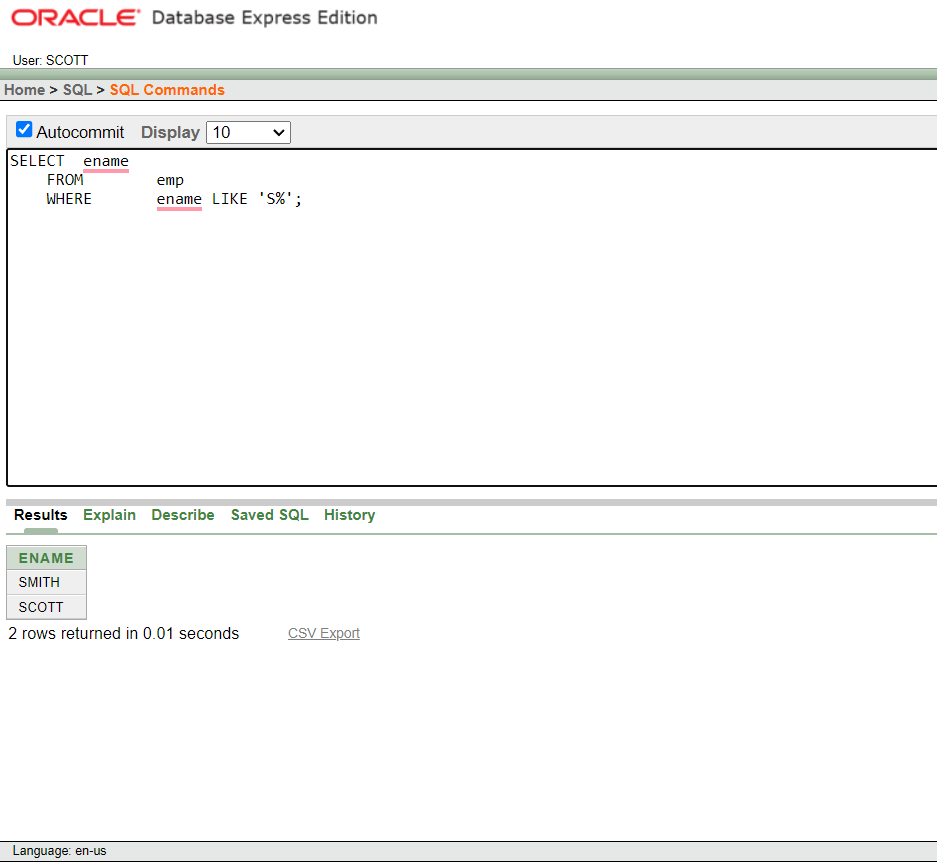 ORACLE Database Express Edition
User: SCOTT
Home > SQL > SQL Commands
Autocommit Display 10
SELECT ename
FROM emp
WHERE ename LIKE 'S%';
Results Explain Describe Saved SQL History
ENAME
SMITH
SCOTT
2 rows returned in 0.01 seconds CSV Export
Language: en-us